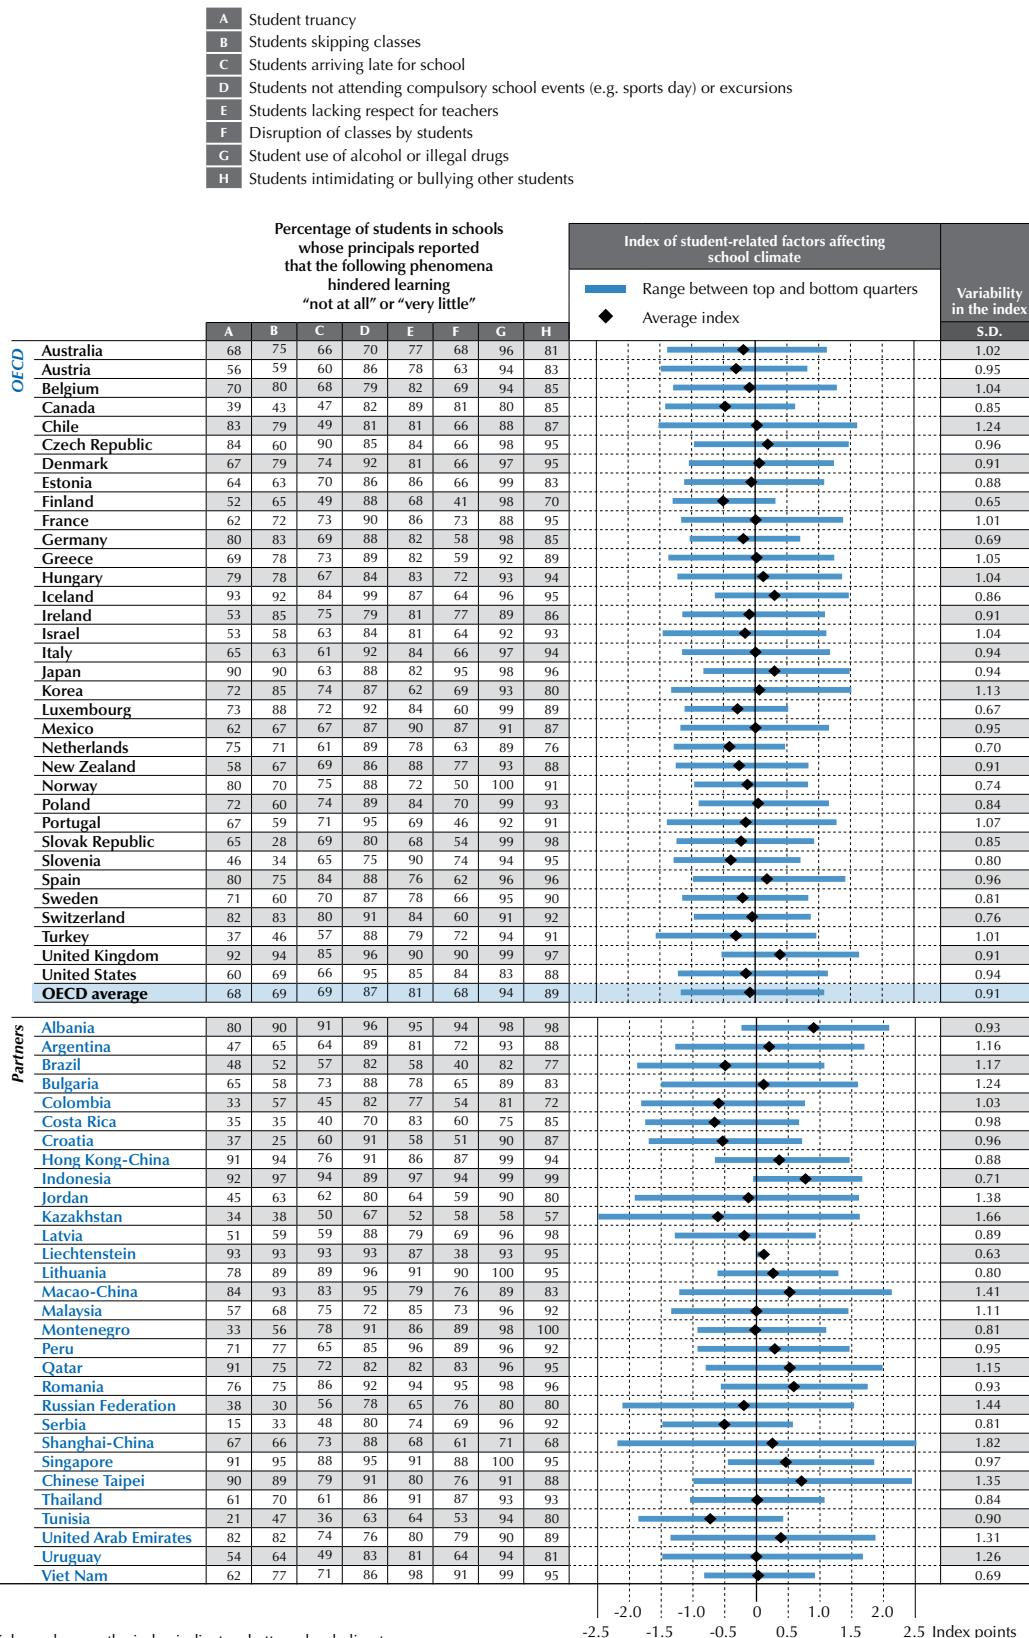 A Student truancy
B Students skipping classes
C Students arriving late for school
D Students not attending compulsory school events (e.g. sports day) or excursions
E Students lacking respect for teachers
F Disruption of classes by students
G Student use of alcohol or illegal drugs
H Students intimidating or bullying other students
Percentage of students in schools
whose principals reported
that the following phenomena
hindered learning
“not at all” or “very little”
Index of student-related factors affecting
school climate
Range between top and bottom quarters
Average index
Variability
in the index
A B C D E F G H S.D.
OECD
Australia 68 75 66 70 77 68 96 81 1.02
Austria 56 59 60 86 78 63 94 83 0.95
Belgium 70 80 68 79 82 69 94 85 1.04
Canada 39 43 47 82 89 81 80 85 0.85
Chile 83 79 49 81 81 66 88 87 1.24
Czech Republic 84 60 90 85 84 66 98 95 0.96
Denmark 67 79 74 92 81 66 97 95 0.91
Estonia 64 63 70 86 86 66 99 83 0.88
Finland 52 65 49 88 68 41 98 70 0.65
France 62 72 73 90 86 73 88 95 1.01
Germany 80 83 69 88 82 58 98 85 0.69
Greece 69 78 73 89 82 59 92 89 1.05
Hungary 79 78 67 84 83 72 93 94 1.04
Iceland 93 92 84 99 87 64 96 95 0.86
Ireland 53 85 75 79 81 77 89 86 0.91
Israel 53 58 63 84 81 64 92 93 1.04
Italy 65 63 61 92 84 66 97 94 0.94
Japan 90 90 63 88 82 95 98 96 0.94
Korea 72 85 74 87 62 69 93 80 1.13
Luxembourg 73 88 72 92 84 60 99 89 0.67
Mexico 62 67 67 87 90 87 91 87 0.95
Netherlands 75 71 61 89 78 63 89 76 0.70
New Zealand 58 67 69 86 88 77 93 88 0.91
Norway 80 70 75 88 72 50 100 91 0.74
Poland 72 60 74 89 84 70 99 93 0.84
Portugal 67 59 71 95 69 46 92 91 1.07
Slovak Republic 65 28 69 80 68 54 99 98 0.85
Slovenia 46 34 65 75 90 74 94 95 0.80
Spain 80 75 84 88 76 62 96 96 0.96
Sweden 71 60 70 87 78 66 95 90 0.81
Switzerland 82 83 80 91 84 60 91 92 0.76
Turkey 37 46 57 88 79 72 94 91 1.01
United Kingdom 92 94 85 96 90 90 99 97 0.91
United States 60 69 66 95 85 84 83 88 0.94
OECD average 68 69 69 87 81 68 94 89 0.91
Partners
Albania 80 90 91 96 95 94 98 98 0.93
Argentina 47 65 64 89 81 72 93 88 1.16
Brazil 48 52 57 82 58 40 82 77 1.17
Bulgaria 65 58 73 88 78 65 89 83 1.24
Colombia 33 57 45 82 77 54 81 72 1.03
Costa Rica 35 35 40 70 83 60 75 85 0.98
Croatia 37 25 60 91 58 51 90 87 0.96
Hong Kong-China 91 94 76 91 86 87 99 94 0.88
Indonesia 92 97 94 89 97 94 99 99 0.71
Jordan 45 63 62 80 64 59 90 80 1.38
Kazakhstan 34 38 50 67 52 58 58 57 1.66
Latvia 51 59 59 88 79 69 96 98 0.89
Liechtenstein 93 93 93 93 87 38 93 95 0.63
Lithuania 78 89 89 96 91 90 100 95 0.80
Macao-China 84 93 83 95 79 76 89 83 1.41
Malaysia 57 68 75 72 85 73 96 92 1.11
Montenegro 33 56 78 91 86 89 98 100 0.81
Peru 71 77 65 85 96 89 96 92 0.95
Qatar 91 75 72 82 82 83 96 95 1.15
Romania 76 75 86 92 94 95 98 96 0.93
Russian Federation 38 30 56 78 65 76 80 80 1.44
Serbia 15 33 48 80 74 69 96 92 0.81
Shanghai-China 67 66 73 88 68 61 71 68 1.82
Singapore 91 95 88 95 91 88 100 95 0.97
Chinese Taipei 90 89 79 91 80 76 91 88 1.35
Thailand 61 70 61 86 91 87 93 93 0.84
Tunisia 21 47 36 63 64 53 94 80 0.90
United Arab Emirates 82 82 74 76 80 79 90 89 1.31
Uruguay 54 64 49 83 81 64 94 81 1.26
Viet Nam 62 77 71 86 98 91 99 95 0.69
-2.0 -1.0 0 1.0 2.0
-2.5 -1.5 -0.5 0.5 1.5 2.5 Index points